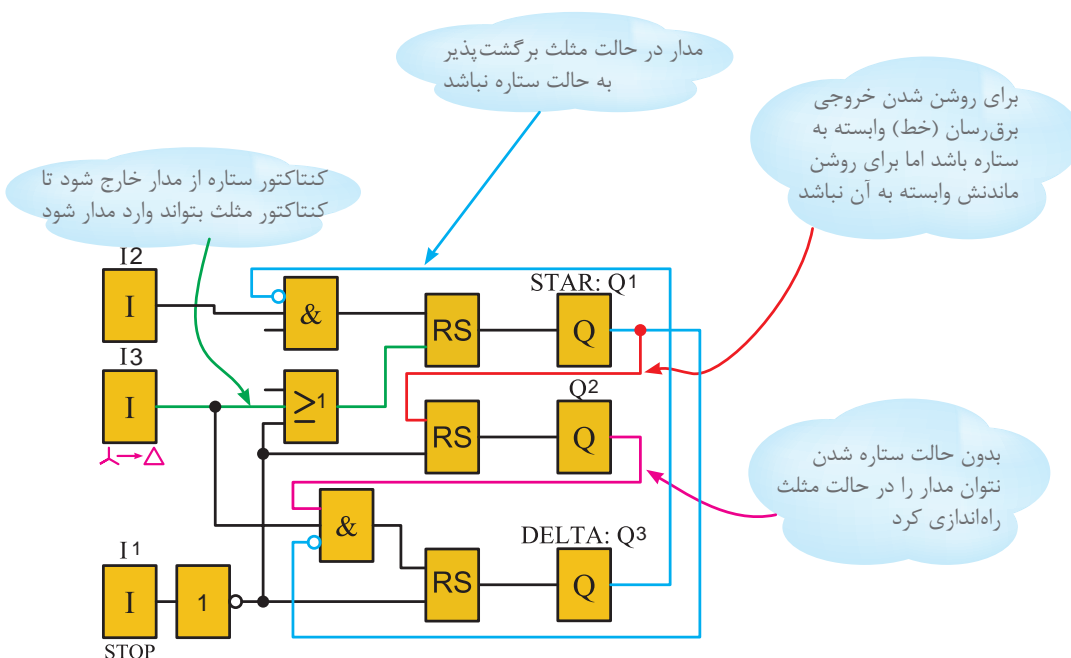 مدار در حالت مثلث برگشت‌پذیر
به حالت ستاره نباشد
برای روشن شدن خروجی
برق‌رسان (خط) وابسته به
ستاره باشد اما برای روشن
ماندنش وابسته به آن نباشد
کنتاکتور ستاره از مدار خارج شود تا
کنتاکتور مثلث بتواند وارد مدار شود
I2
I
&
RS
STAR: Q1
Q
I3
I
≥1
RS
Q2
Q
بدون حالت ستاره شدن
نتوان مدار را در حالت مثلث
راه‌اندازی کرد
&
I1
I
STOP
1
RS
DELTA: Q3
Q